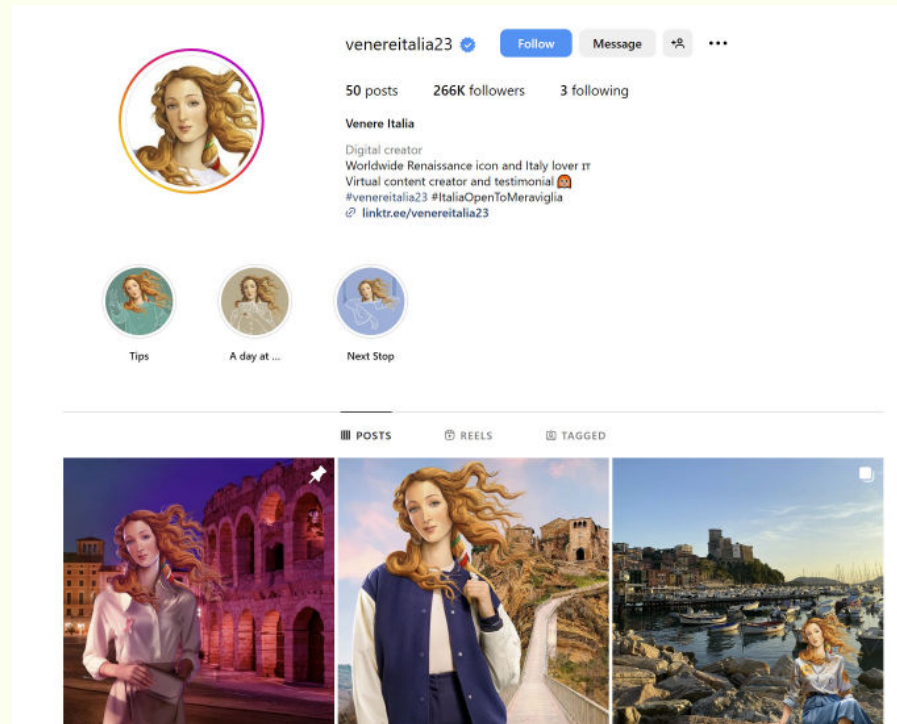 venereitalia23
Follow
Message
50 posts 266K followers 3 following
Venere Italia
Digital creator
Worldwide Renaissance icon and Italy lover IT
Virtual content creator and testimonial
#venereitalia23 #ItaliaOpenToMeraviglia
linktr.ee/venereitalia23
Tips
A day at ...
Next Stop
POSTS
REELS
TAGGED